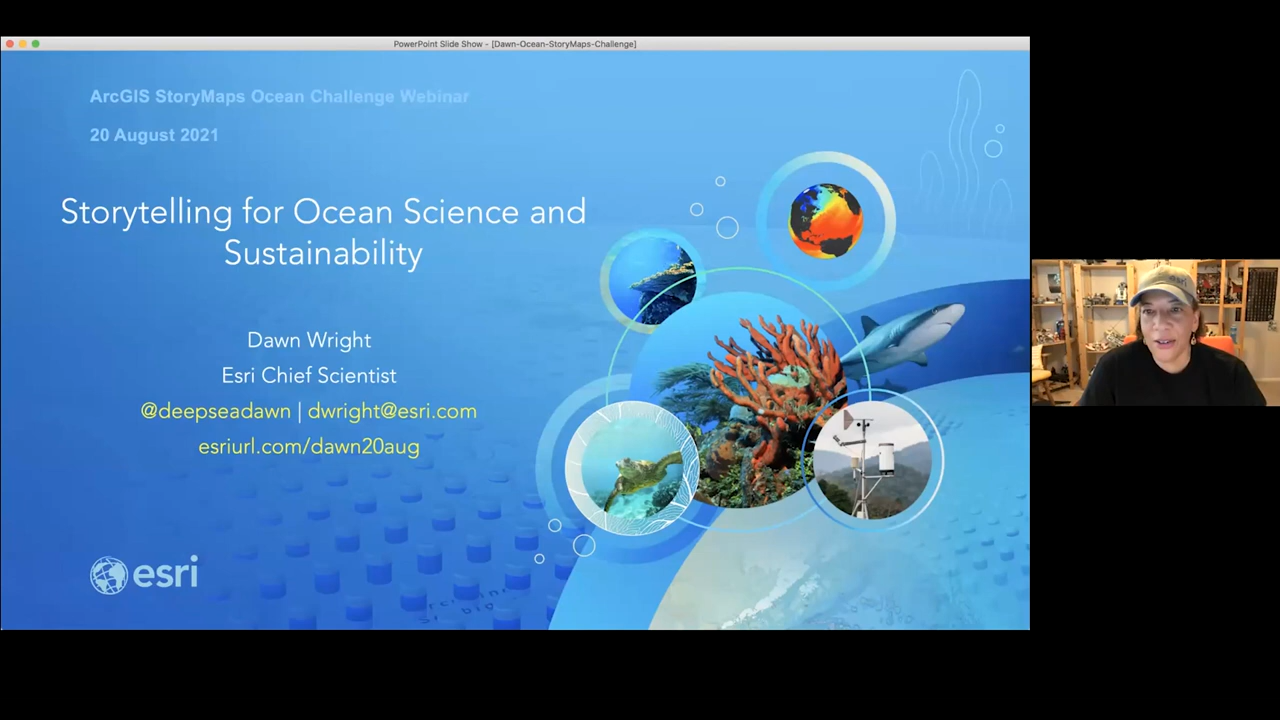 PowerPoint Slide Show - [Dawn-Ocean-StoryMaps-Challenge]
ArcGIS StoryMaps Ocean Challenge Webinar
20 August 2021
Storytelling for Ocean Science and
Sustainability
Dawn Wright
Esri Chief Scientist
@deepseadawn | dwright@esri.com
esriurl.com/dawn20aug
esri
esri